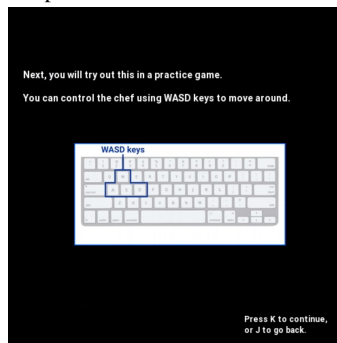 Next, you will try out this in a practice game.
You can control the chef using WASD keys to move around.
WASD keys
Press K to continue,
or J to go back.